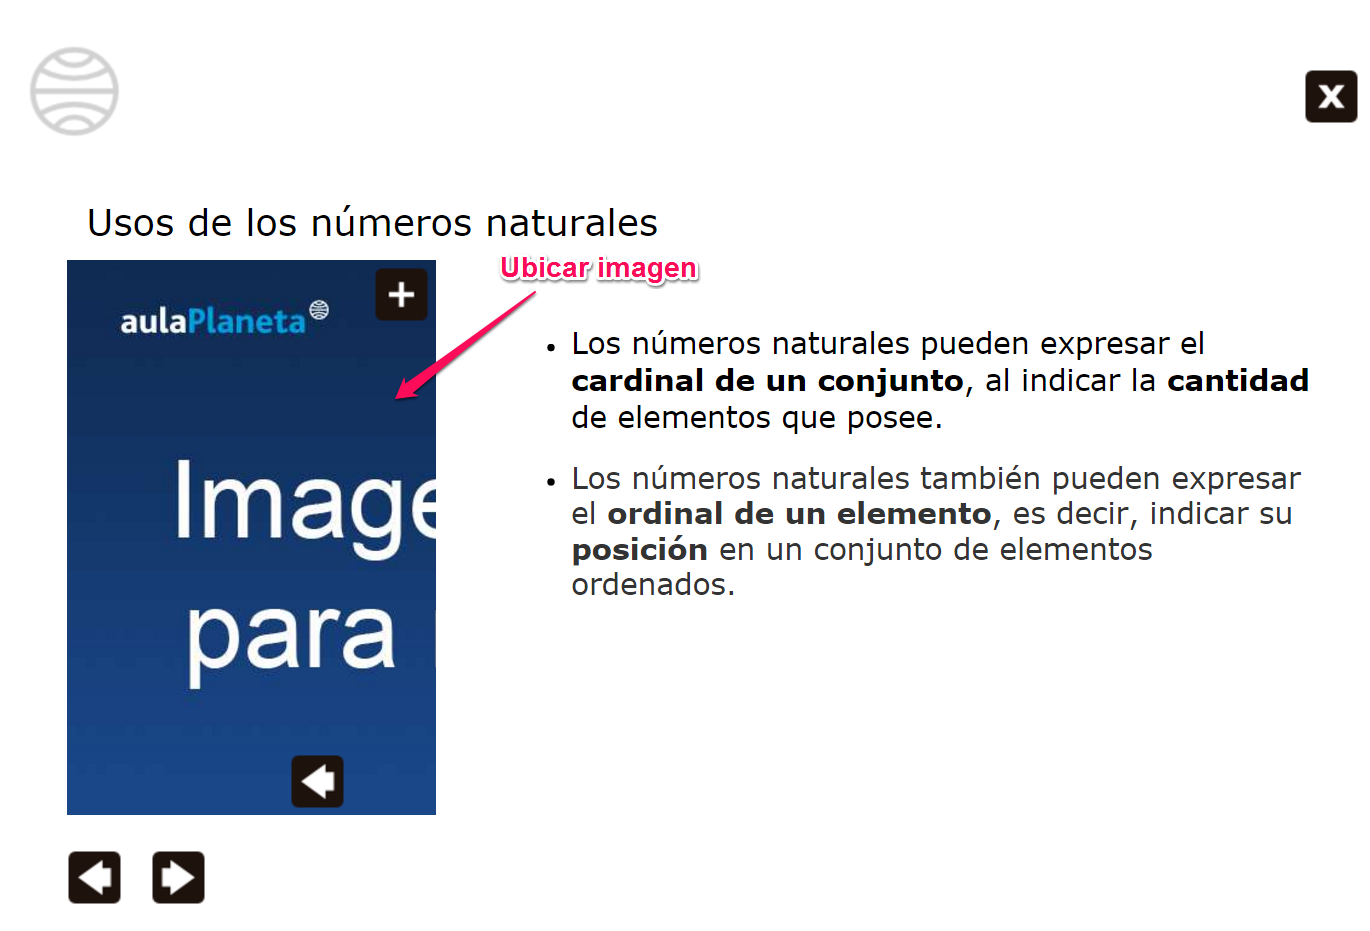 Usos de los números naturales
Ubicar imagen
aulaPlaneta
Image
para
• Los números naturales pueden expresar el
cardinal de un conjunto, al indicar la cantidad
de elementos que posee.
• Los números naturales también pueden expresar
el ordinal de un elemento, es decir, indicar su
posición en un conjunto de elementos
ordenados.